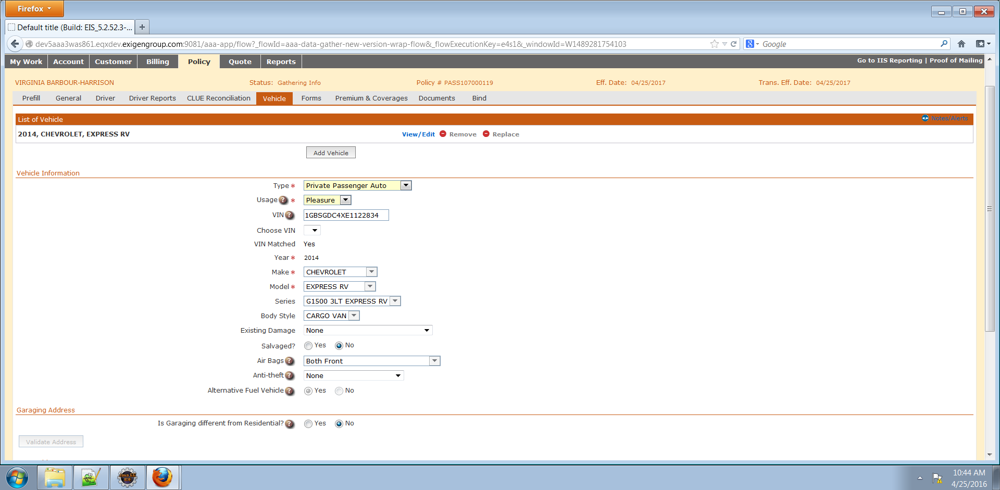 Firefox
Default title (Build: EIS_5.2.52.3-...
dev5aaa3was861.eqxdev.exigengroup.com:9081/aaa-app/flow?_flowId=aaa-data-gather-new-version-wrap-flow&_flowExecutionKey=e4s1&_windowId=W1489281754103
Google
My Work Account Customer Billing Policy Quote Reports Go to IIS Reporting | Proof of Mailing
VIRGINIA BARBOUR-HARRISON Status: Gathering Info Policy # PASS107000119 Eff. Date: 04/25/2017 Trans. Eff. Date: 04/25/2017
Prefill General Driver Driver Reports CLUE Reconciliation Vehicle Forms Premium & Coverages Documents Bind
List of Vehicle Notes/Alerts
2014, CHEVROLET, EXPRESS RV View/Edit Remove Replace
Add Vehicle
Vehicle Information
Type * Private Passenger Auto
Usage ? * Pleasure
VIN ? 1GBSGDC4XE1122834
Choose VIN
VIN Matched Yes
Year * 2014
Make * CHEVROLET
Model * EXPRESS RV
Series G1500 3LT EXPRESS RV
Body Style CARGO VAN
Existing Damage None
Salvaged? Yes No
Air Bags ? Both Front
Anti-theft ? None
Alternative Fuel Vehicle ? Yes No
Garaging Address
Is Garaging different from Residential? ? Yes No
Validate Address
Java EE
IDE
10:44 AM
4/25/2016